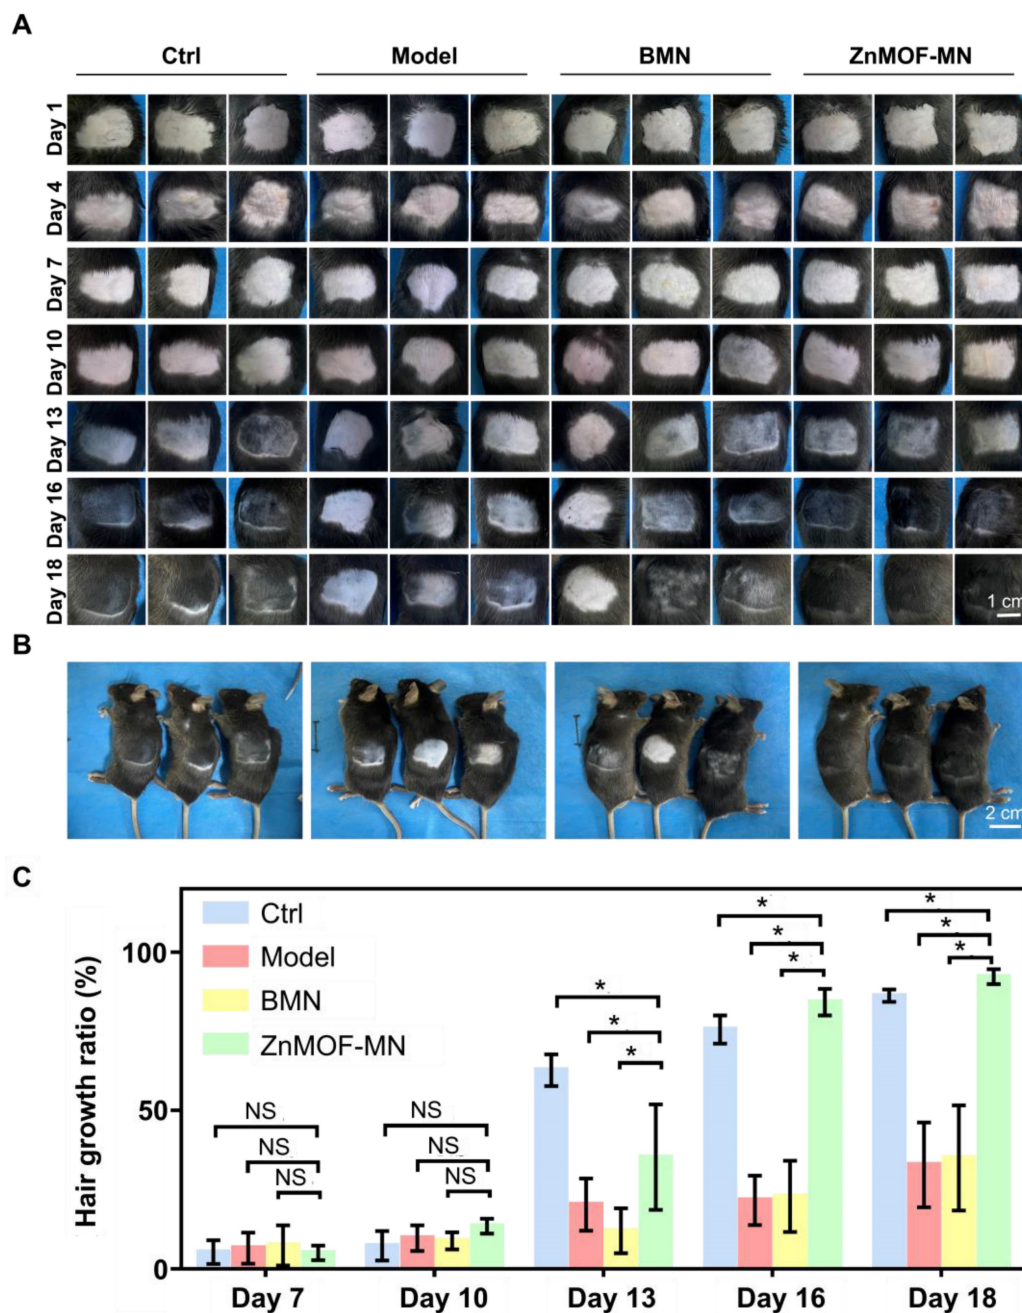 A
Ctrl Model BMN ZnMOF-MN
Day 1
Day 4
Day 7
Day 10
Day 13
Day 16
Day 18
1 cm
B
2 cm
C
Hair growth ratio (%)
100
50
0
Ctrl
Model
BMN
ZnMOF-MN
NS
NS
NS
NS
NS
NS
*
*
*
*
*
*
*
*
*
Day 7 Day 10 Day 13 Day 16 Day 18